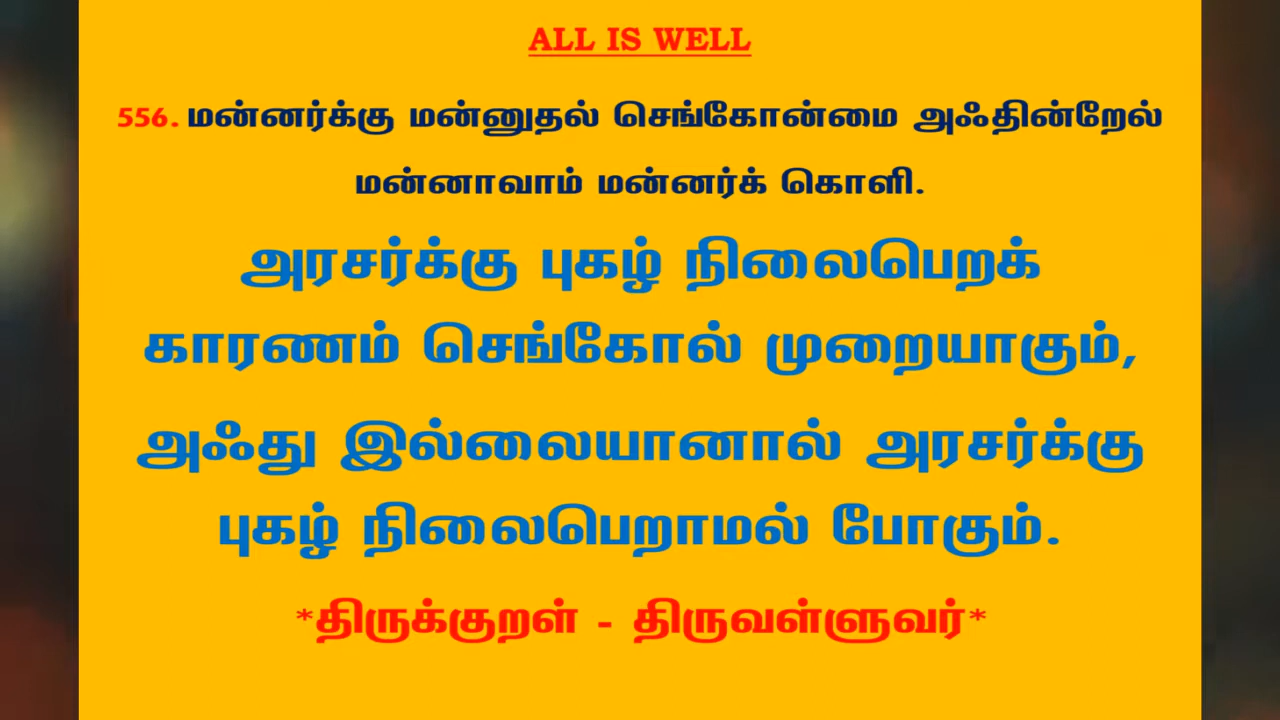 ALL IS WELL
556. மன்னர்க்கு மன்னுதல் செங்கோன்மை அஃதின்றேல்
மன்னாவாம் மன்னர்க் கொளி.
அரசர்க்கு புகழ் நிலைபெறக்
காரணம் செங்கோல் முறையாகும்,
அஃது இல்லையானால் அரசர்க்கு
புகழ் நிலைபெறாமல் போகும்.
*திருக்குறள் - திருவள்ளுவர்*